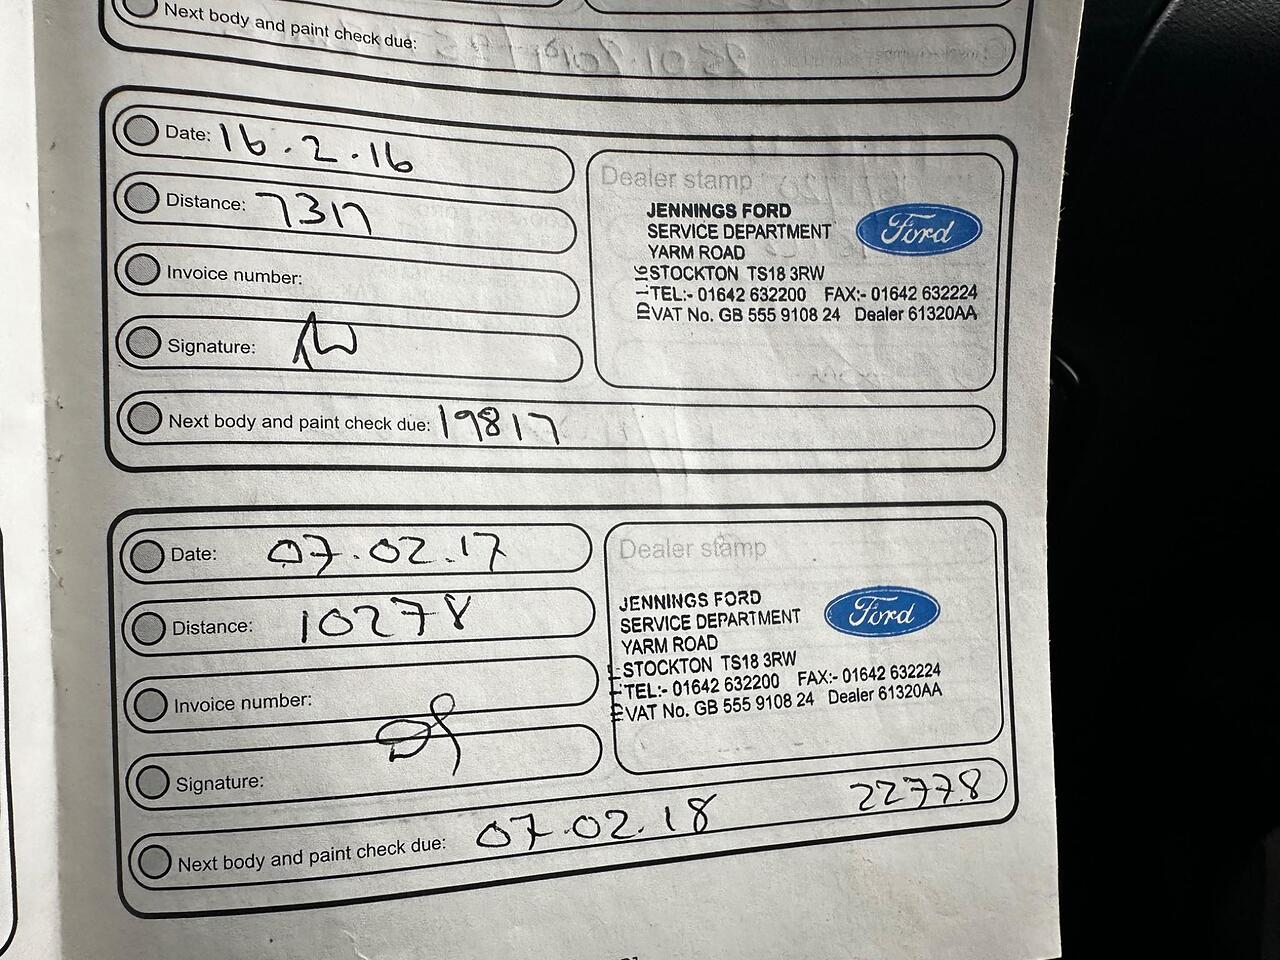 Next body and paint check due:
Date: 16.2.16
Distance: 7317
Invoice number:
Signature:
Next body and paint check due: 19817
Dealer stamp
JENNINGS FORD
SERVICE DEPARTMENT
YARM ROAD
STOCKTON TS18 3RW
TEL:- 01642 632200 FAX:- 01642 632224
VAT No. GB 555 9108 24 Dealer 61320AA
Ford
Date: 07.02.17
Distance: 10278
Invoice number:
Signature:
Next body and paint check due: 07.02.18 22778
Dealer stamp
JENNINGS FORD
SERVICE DEPARTMENT
YARM ROAD
STOCKTON TS18 3RW
TEL:- 01642 632200 FAX:- 01642 632224
VAT No. GB 555 9108 24 Dealer 61320AA
Ford